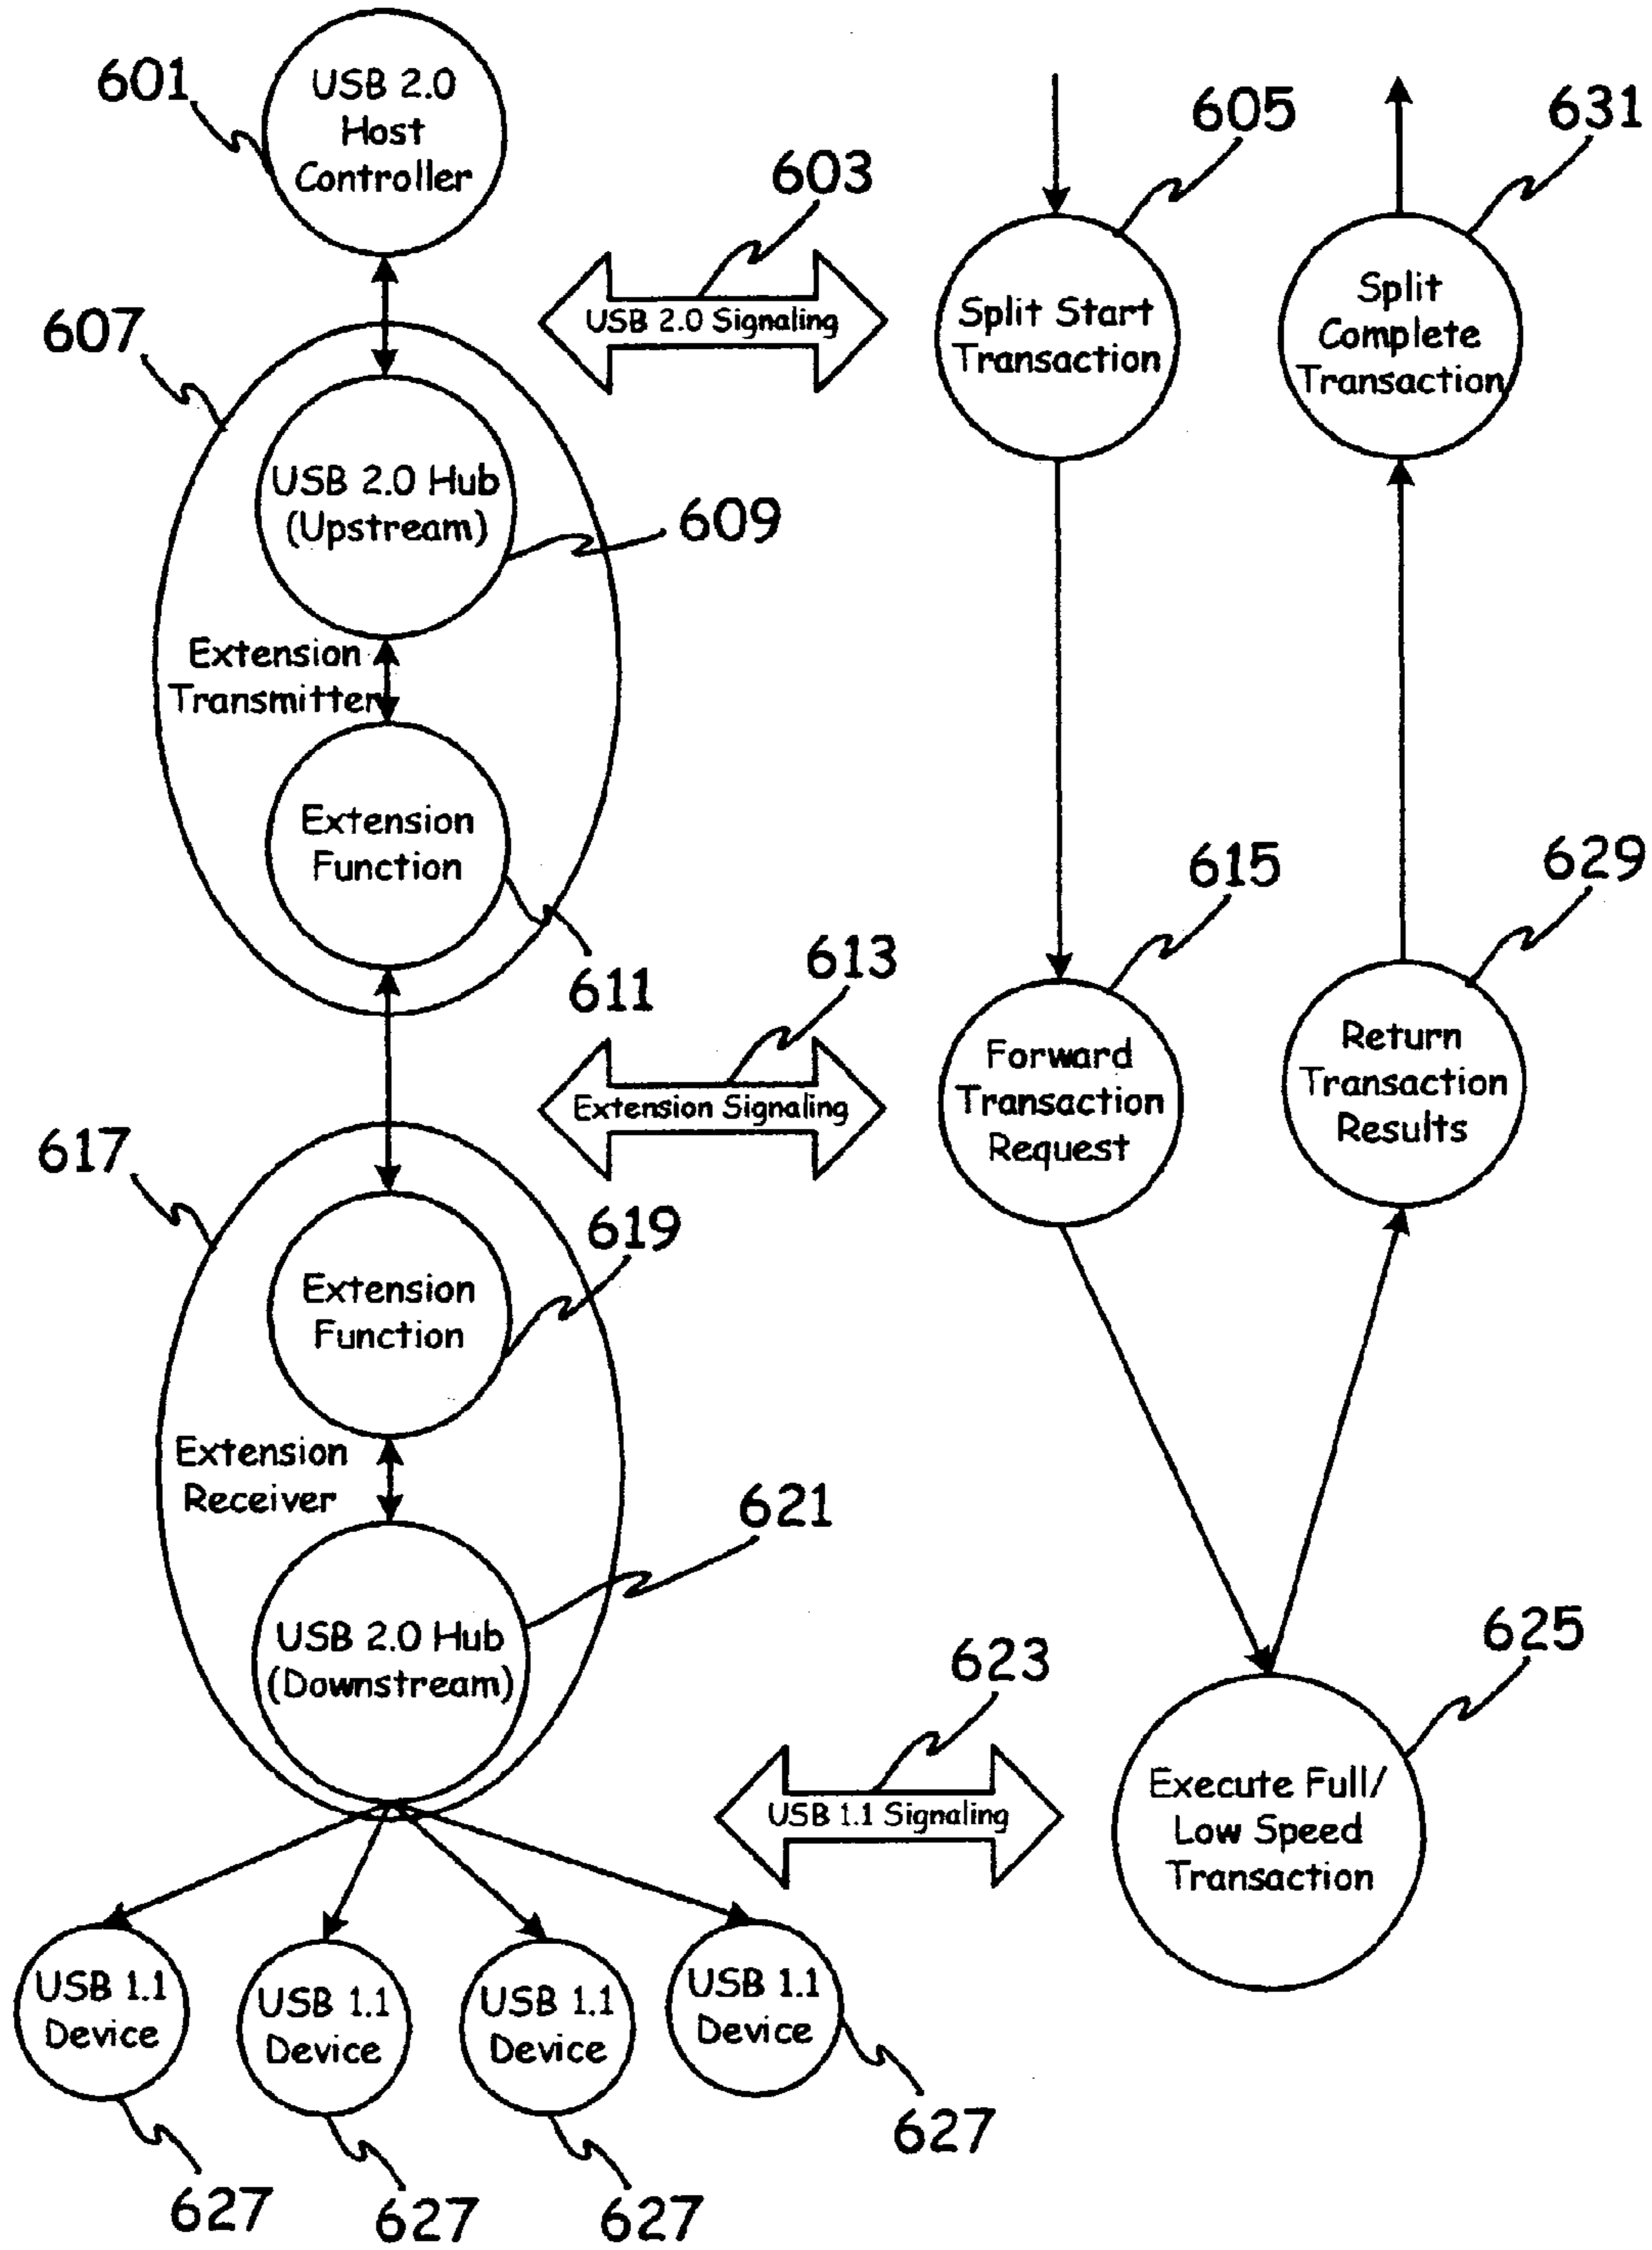 601
USB 2.0
Host
Controller
603
605
631
607
USB 2.0 Signaling
Split Start
Transaction
Split
Complete
Transaction
USB 2.0 Hub
(Upstream)
609
Extension
Transmitter
Extension
Function
611
613
615
629
Extension Signaling
Forward
Transaction
Request
Return
Transaction
Results
617
619
Extension
Function
Extension
Receiver
621
USB 2.0 Hub
(Downstream)
623
625
USB 1.1 Signaling
Execute Full/
Low Speed
Transaction
USB 1.1
Device
USB 1.1
Device
USB 1.1
Device
USB 1.1
Device
627
627
627
627